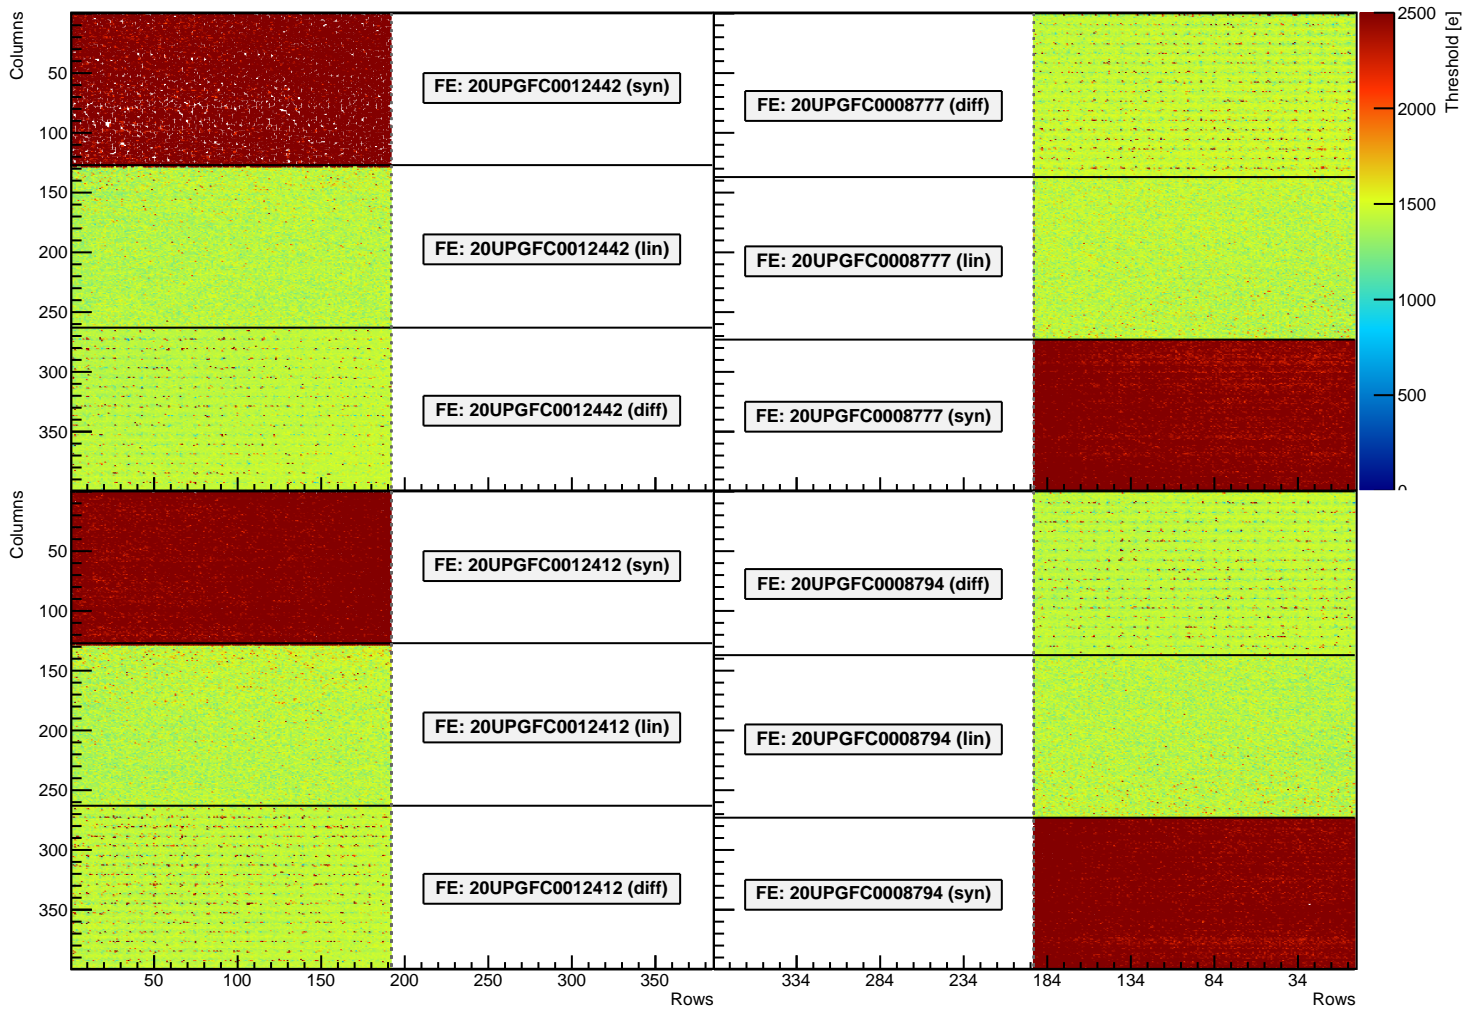 Columns
50
100
150
200
250
300
350
FE: 20UPGFC0012442 (syn)
FE: 20UPGFC0012442 (lin)
FE: 20UPGFC0012442 (diff)
FE: 20UPGFC0008777 (diff)
FE: 20UPGFC0008777 (lin)
FE: 20UPGFC0008777 (syn)
2500
2000
1500
1000
500
0
Threshold [e]
Columns
50
100
150
200
250
300
350
FE: 20UPGFC0012412 (syn)
FE: 20UPGFC0012412 (lin)
FE: 20UPGFC0012412 (diff)
FE: 20UPGFC0008794 (diff)
FE: 20UPGFC0008794 (lin)
FE: 20UPGFC0008794 (syn)
50 100 150 200 250 300 350
Rows
334 284 234 184 134 84 34
Rows